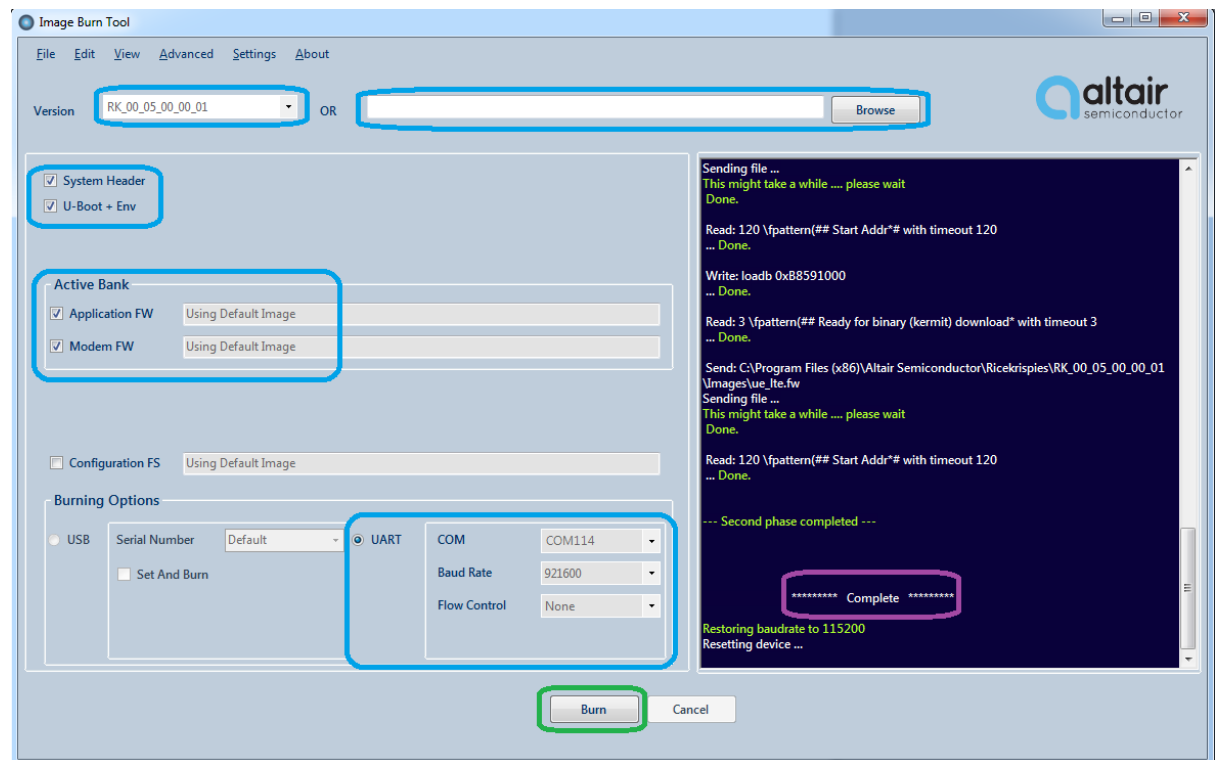 Image Burn Tool
File Edit View Advanced Settings About
Version RK_00_05_00_00_01 OR Browse
altair
semiconductor
System Header
U-Boot + Env
Active Bank
Application FW Using Default Image
Modem FW Using Default Image
Configuration FS Using Default Image
Burning Options
USB Serial Number Default
Set And Burn
UART COM COM114
Baud Rate 921600
Flow Control None
Sending file ...
This might take a while .... please wait
Done.
Read: 120 \fpattern(## Start Addr*# with timeout 120
... Done.
Write: loadb 0xB8591000
... Done.
Read: 3 \fpattern(## Ready for binary (kermit) download* with timeout 3
... Done.
Send: C:\Program Files (x86)\Altair Semiconductor\Ricekrispies\RK_00_05_00_00_01
\Images\ue_lte.fw
Sending file ...
This might take a while .... please wait
Done.
Read: 120 \fpattern(## Start Addr*# with timeout 120
... Done.
--- Second phase completed ---
********* Complete *********
Restoring baudrate to 115200
Resetting device ...
Burn Cancel